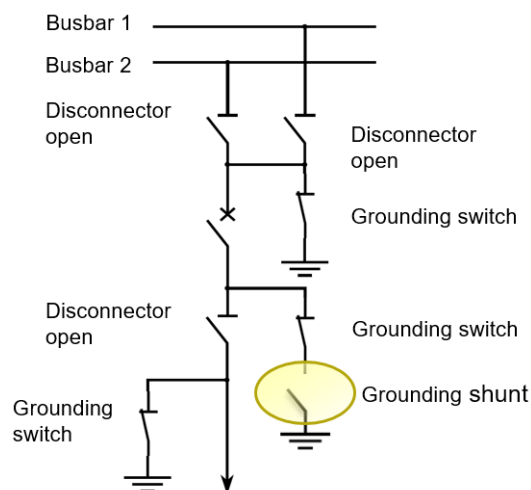 Busbar 1
Busbar 2
Disconnector
open
Disconnector
open
Grounding switch
Disconnector
open
Grounding switch
Grounding shunt
Grounding
switch